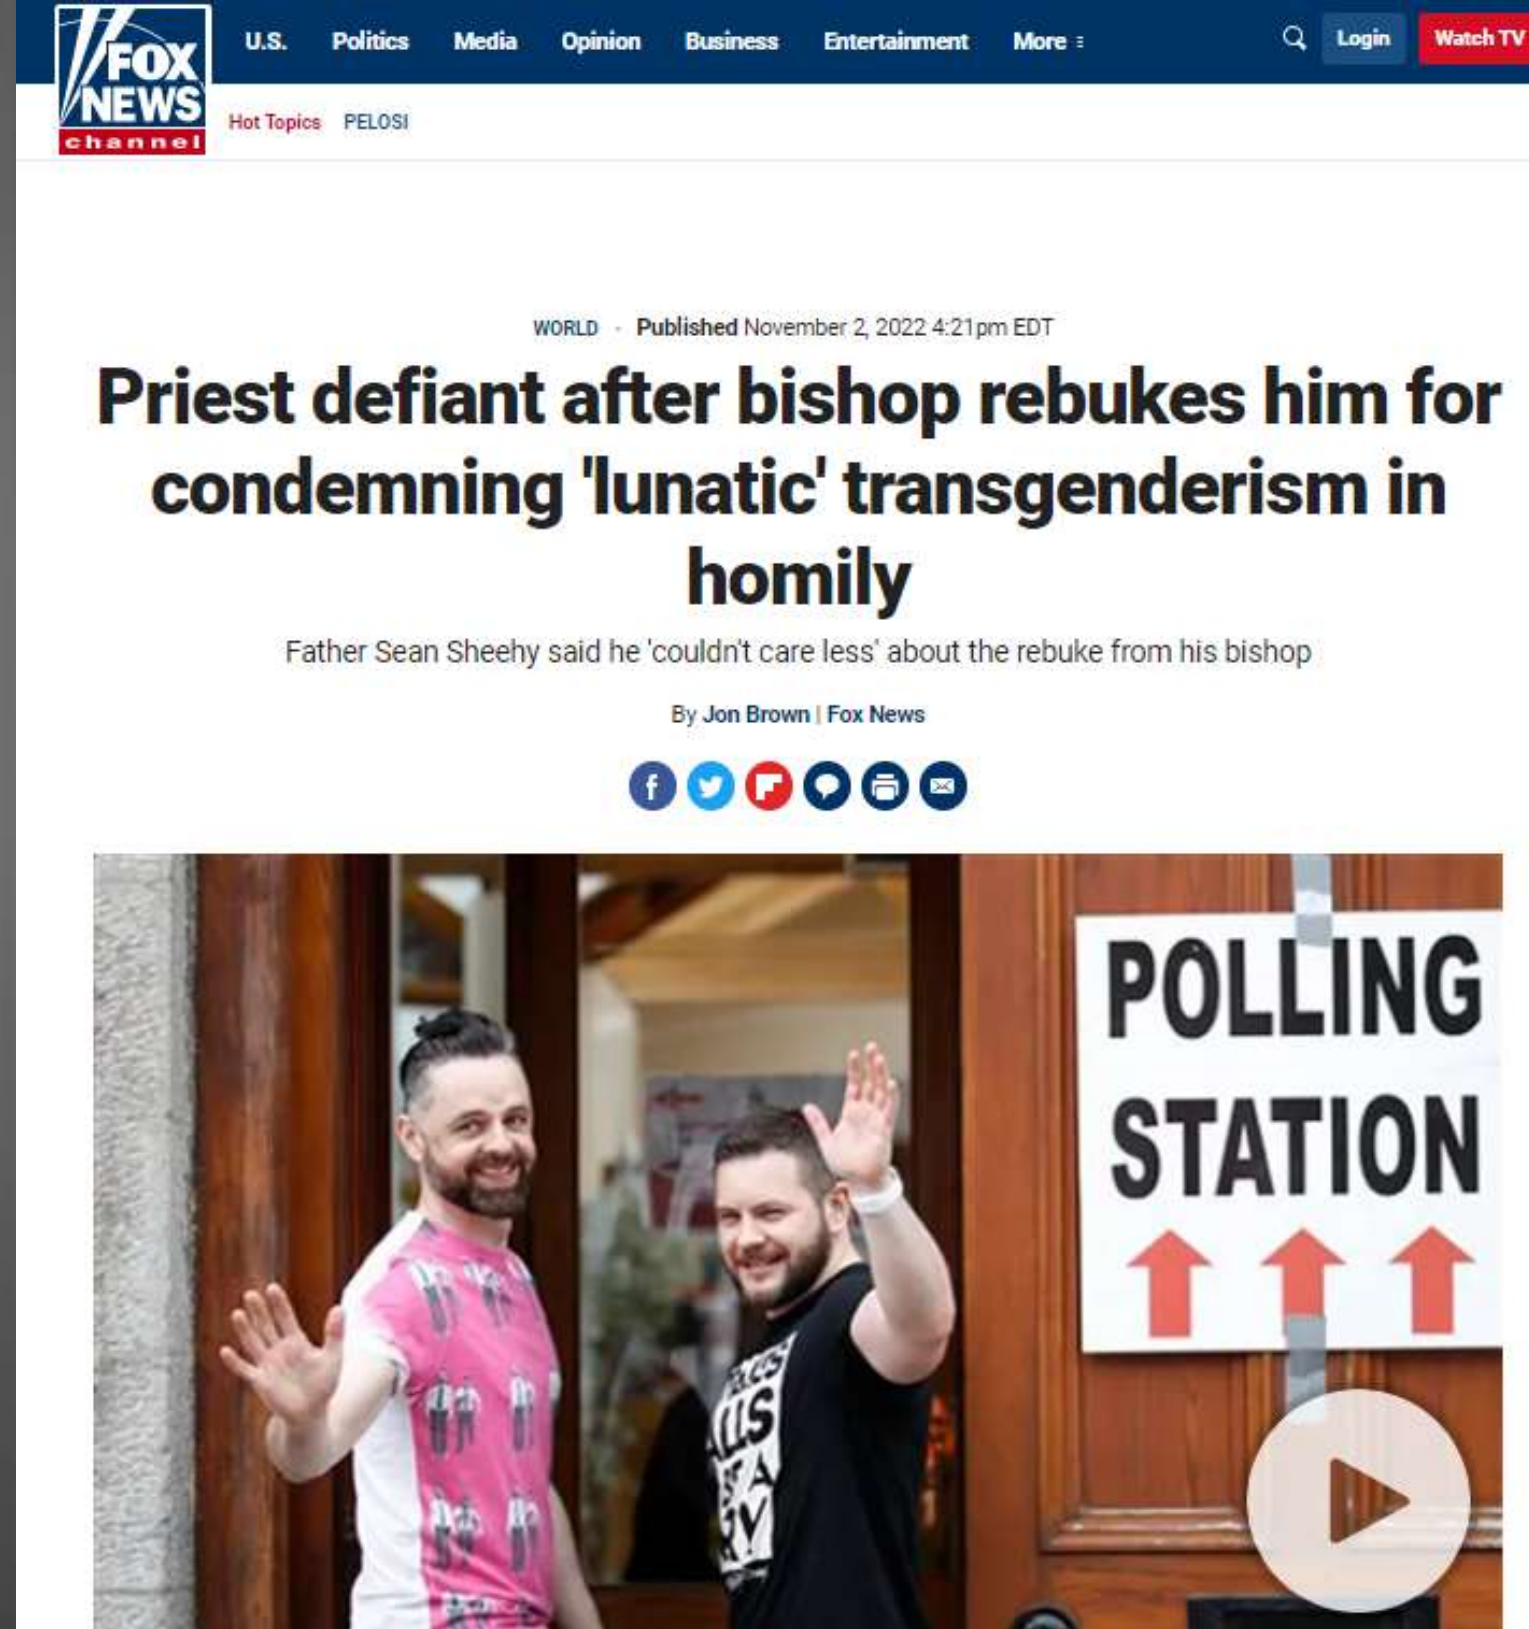 FOX
NEWS
channel
U.S. Politics Media Opinion Business Entertainment More
Login
Watch TV
Hot Topics PELOSI
WORLD · Published November 2, 2022 4:21pm EDT
Priest defiant after bishop rebukes him for
condemning 'lunatic' transgenderism in
homily
Father Sean Sheehy said he 'couldn't care less' about the rebuke from his bishop
By Jon Brown | Fox News
POLLING
STATION